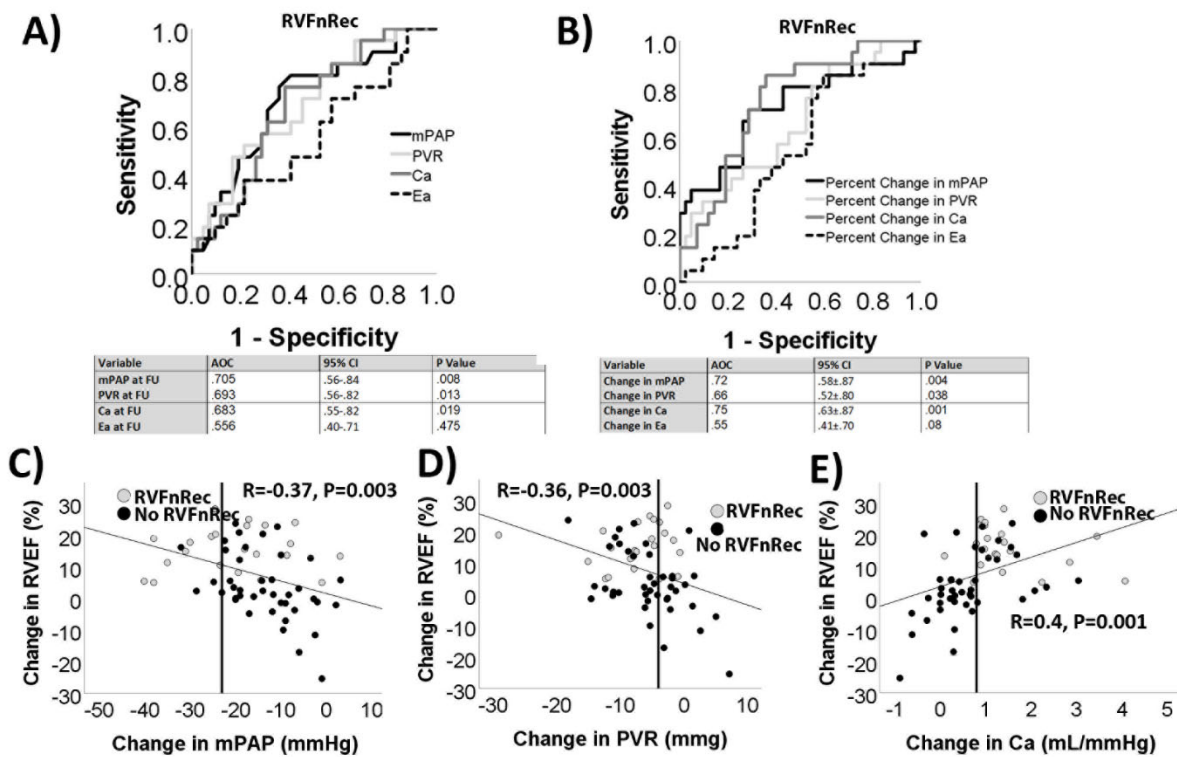 A)
RVFnRec
Sensitivity
1.0
0.8
0.6
0.4
0.2
0.0
mPAP
PVR
Ca
Ea
0.0 0.2 0.4 0.6 0.8 1.0
1 - Specificity
Variable AOC 95% CI P Value
mPAP at FU .705 .56-.84 .008
PVR at FU .693 .56-.82 .013
Ca at FU .683 .55-.82 .019
Ea at FU .556 .40-.71 .475
B)
RVFnRec
Sensitivity
1.0
0.8
0.6
0.4
0.2
0.0
Percent Change in mPAP
Percent Change in PVR
Percent Change in Ca
Percent Change in Ea
0.0 0.2 0.4 0.6 0.8 1.0
1 - Specificity
Variable AOC 95% CI P Value
Change in mPAP .72 .58±.87 .004
Change in PVR .66 .52±.80 .038
Change in Ca .75 .63±.87 .001
Change in Ea .55 .41±.70 .08
C)
RVFnRec
No RVFnRec
R=-0.37, P=0.003
Change in RVEF (%)
30
20
10
0
-10
-20
-30
-50 -40 -30 -20 -10 0 10
Change in mPAP (mmHg)
D)
R=-0.36, P=0.003
RVFnRec
No RVFnRec
Change in RVEF (%)
30
20
10
0
-10
-20
-30
-30 -20 -10 0 10
Change in PVR (mmg)
E)
RVFnRec
No RVFnRec
R=0.4, P=0.001
Change in RVEF (%)
30
20
10
0
-10
-20
-30
-1 0 1 2 3 4 5
Change in Ca (mL/mmHg)